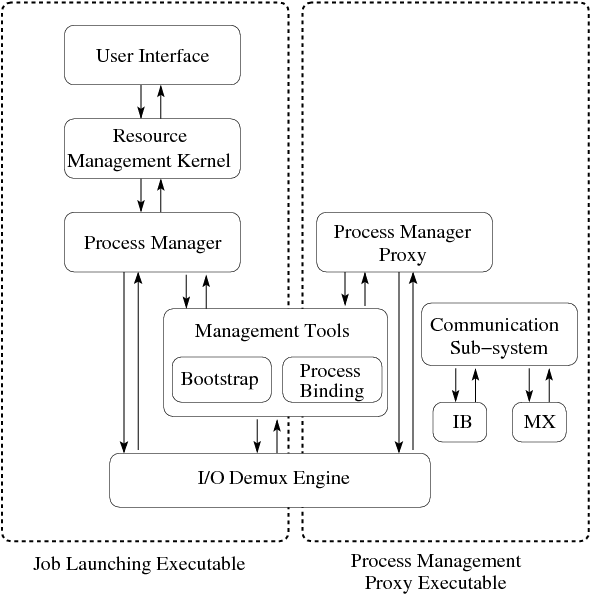 User Interface
Resource
Management Kernel
Process Manager
Process Manager
Proxy
Management Tools
Bootstrap
Process
Binding
Communication
Sub−system
IB
MX
I/O Demux Engine
Job Launching Executable
Process Management
Proxy Executable